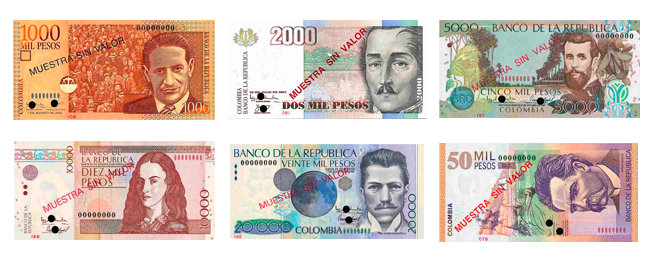 1000
MIL PESOS
00000000
MUESTRA SIN VALOR
COLOMBIA
00000000
1000
2000
MUESTRA SIN VALOR
COLOMBIA
BANCO DE LA REPUBLICA
DOS MIL PESOS
2000
5000 BANCO DE LA REPUBLICA
00000000
MUESTRA SIN VALOR
00000000
CINCO MIL PESOS
5000
COLOMBIA
10000
BANCO DE
LA REPUBLICA
DIEZ MIL
PESOS
00000000
MUESTRA SIN VALOR
00000000
BANCO DE LA
REPUBLICA
10000
BANCO DE LA REPUBLICA
VEINTE MIL PESOS
00000000
MUESTRA SIN VALOR
20000
COLOMBIA
00000000
20000
50 MIL
PESOS
00000000
MUESTRA SIN VALOR
COLOMBIA
00000000
BANCO DE LA REPUBLICA
079